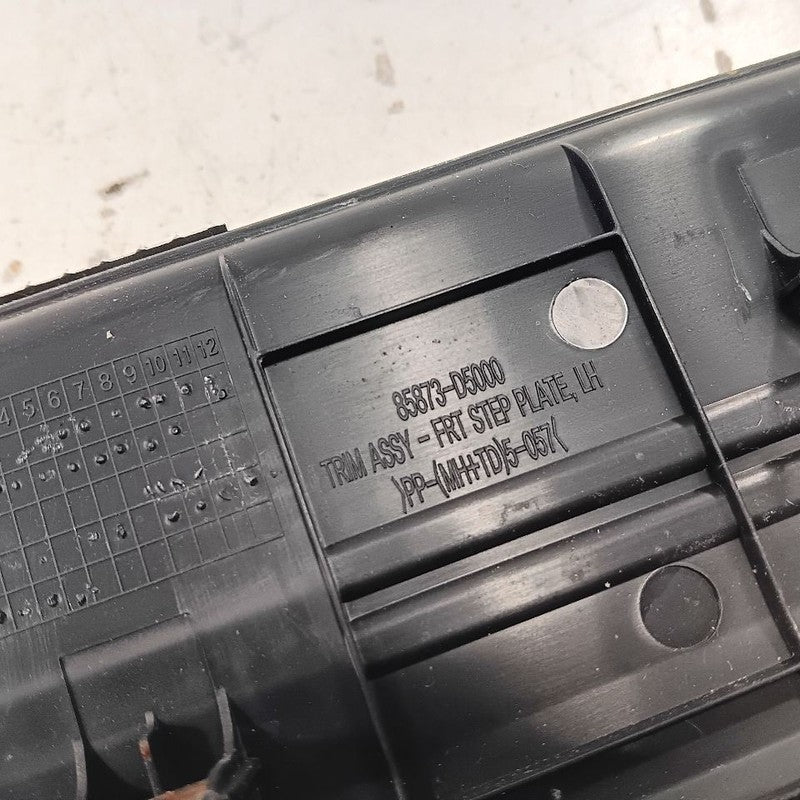 4 5 6 7 8 9 10 11 12
85873-D5000
TRIM ASSY - FRT STEP PLATE, LH
>PP-(MH+TD)5-057<